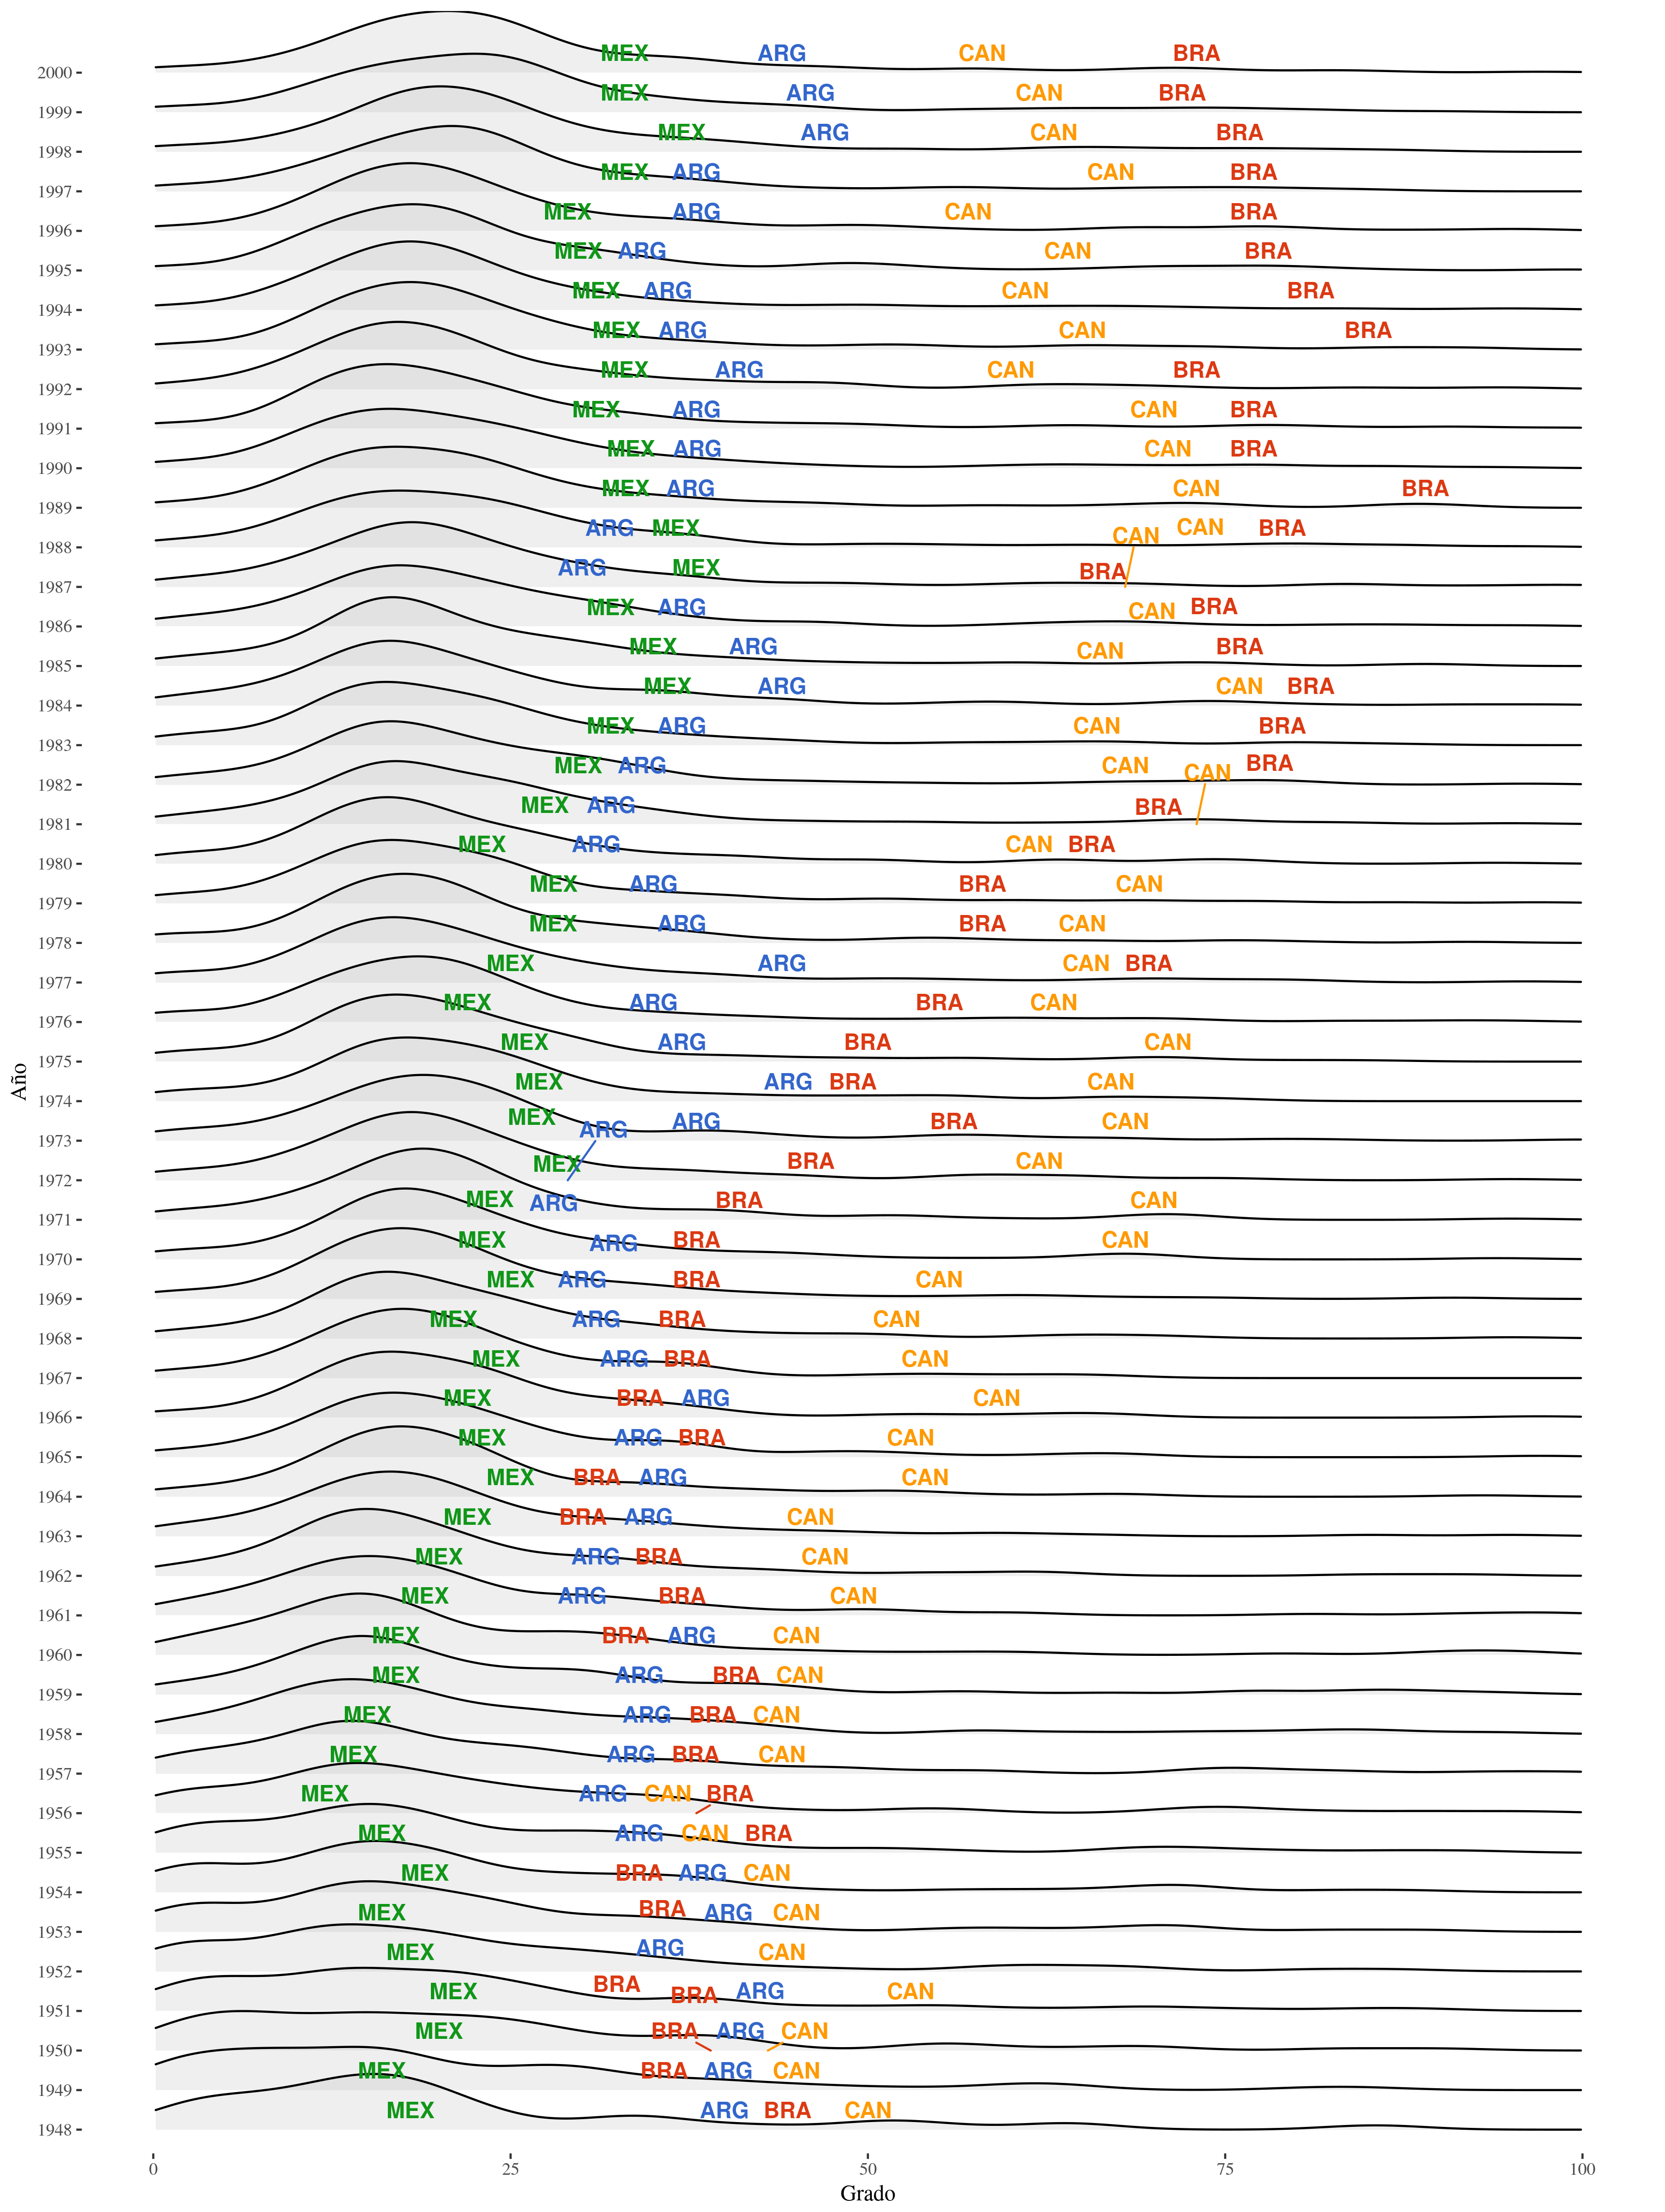 MEX ARG CAN BRA
2000
MEX ARG CAN BRA
1999
MEX ARG CAN BRA
1998
MEX ARG CAN BRA
1997
MEX ARG CAN BRA
1996
MEX ARG CAN BRA
1995
MEX ARG CAN BRA
1994
MEX ARG CAN BRA
1993
MEX ARG CAN BRA
1992
MEX ARG CAN BRA
1991
MEX ARG CAN BRA
1990
MEX ARG CAN BRA
1989
ARG MEX CAN CAN BRA
1988
ARG MEX BRA
1987
MEX ARG CAN BRA
1986
MEX ARG CAN BRA
1985
MEX ARG CAN BRA
1984
MEX ARG CAN BRA
1983
MEX ARG CAN CAN BRA
1982
MEX ARG BRA
1981
MEX ARG CAN BRA
1980
MEX ARG BRA CAN
1979
MEX ARG BRA CAN
1978
MEX ARG CAN BRA
1977
MEX ARG BRA CAN
1976
MEX ARG BRA CAN
1975
Año
MEX ARG BRA CAN
1974
MEX ARG ARG BRA CAN
1973
MEX BRA CAN
1972
MEX ARG BRA CAN
1971
MEX ARG BRA CAN
1970
MEX ARG BRA CAN
1969
MEX ARG BRA CAN
1968
MEX ARG BRA CAN
1967
MEX BRA ARG CAN
1966
MEX ARG BRA CAN
1965
MEX BRA ARG CAN
1964
MEX BRA ARG CAN
1963
MEX ARG BRA CAN
1962
MEX ARG BRA CAN
1961
MEX BRA ARG CAN
1960
MEX ARG BRA CAN
1959
MEX ARG BRA CAN
1958
MEX ARG BRA CAN
1957
MEX ARG CAN BRA
1956
MEX ARG CAN BRA
1955
MEX BRA ARG CAN
1954
MEX BRA ARG CAN
1953
MEX ARG CAN
1952
MEX BRA BRA ARG CAN
1951
MEX BRA ARG CAN
1950
MEX BRA ARG CAN
1949
MEX ARG BRA CAN
1948
0 25 50 75 100
Grado